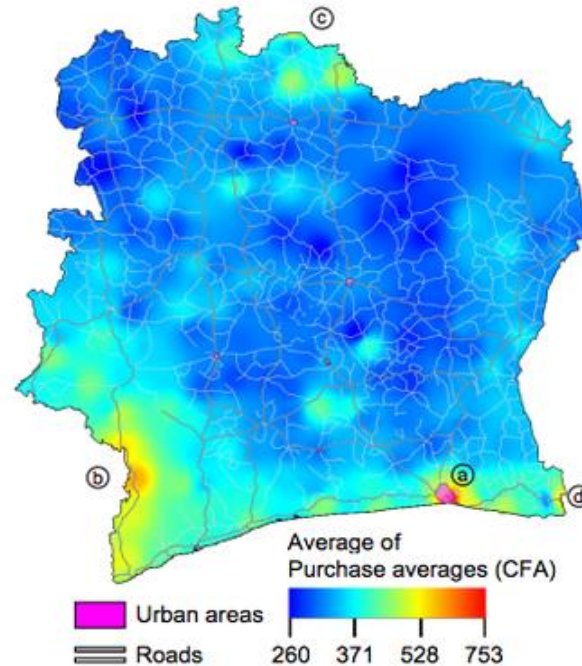 c
b
a
d
Average of
Purchase averages (CFA)
Urban areas
Roads
260 371 528 753